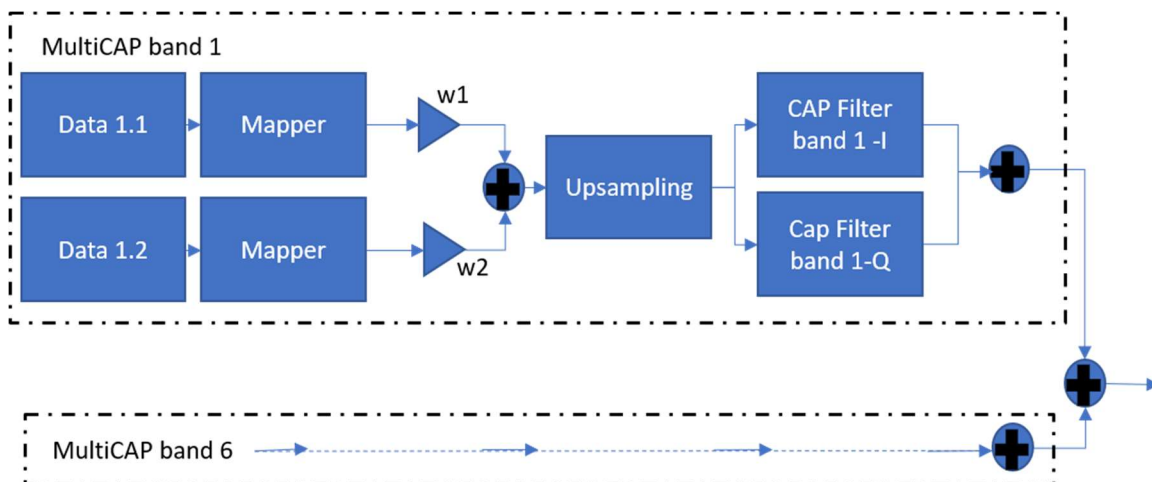 MultiCAP band 1
Data 1.1
Mapper
w1
Data 1.2
Mapper
w2
Upsampling
CAP Filter
band 1 -I
Cap Filter
band 1-Q
MultiCAP band 6